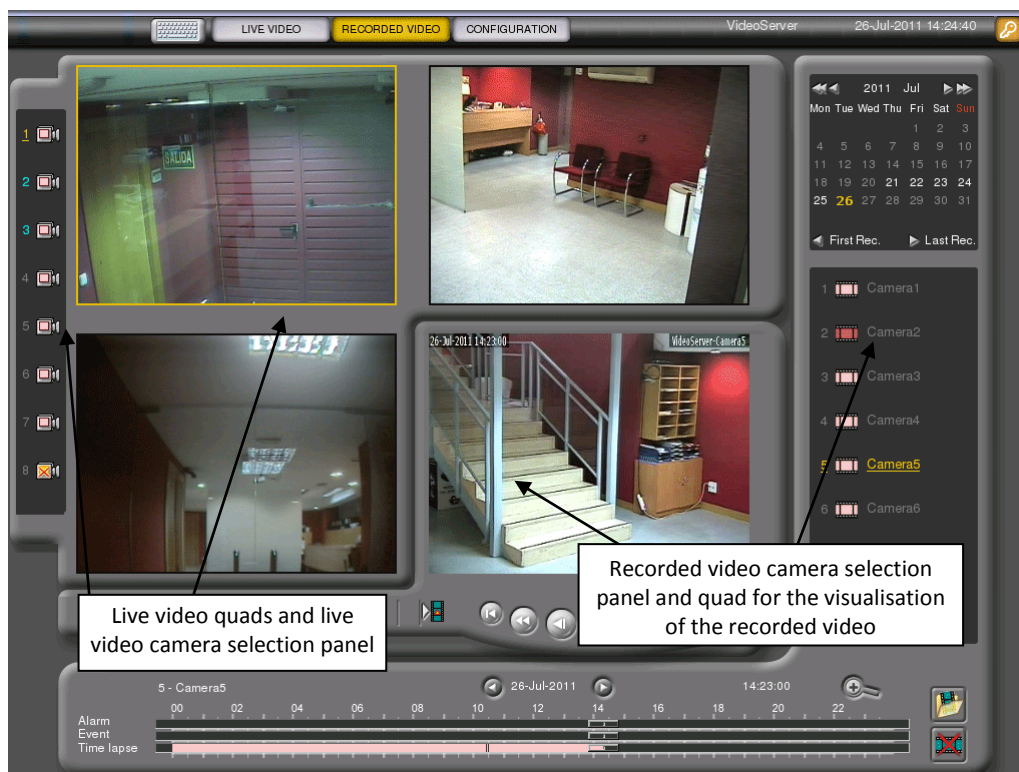 LIVE VIDEO RECORDED VIDEO CONFIGURATION VideoServer 26-Jul-2011 14:24:40
1
2
3
4
5
6
7
8
SALIDA
26-Jul-2011 14:23:00 VideoServer-Camera5
2011 Jul
Mon Tue Wed Thu Fri Sat Sun
1 2 3
4 5 6 7 8 9 10
11 12 13 14 15 16 17
18 19 20 21 22 23 24
25 26 27 28 29 30 31
First Rec. Last Rec.
1 Camera1
2 Camera2
3 Camera3
4 Camera4
5 Camera5
6 Camera6
Live video quads and live
video camera selection panel
Recorded video camera selection
panel and quad for the visualisation
of the recorded video
5 - Camera5 26-Jul-2011 14:23:00
00 02 04 06 08 10 12 14 16 18 20 22
Alarm
Event
Time lapse